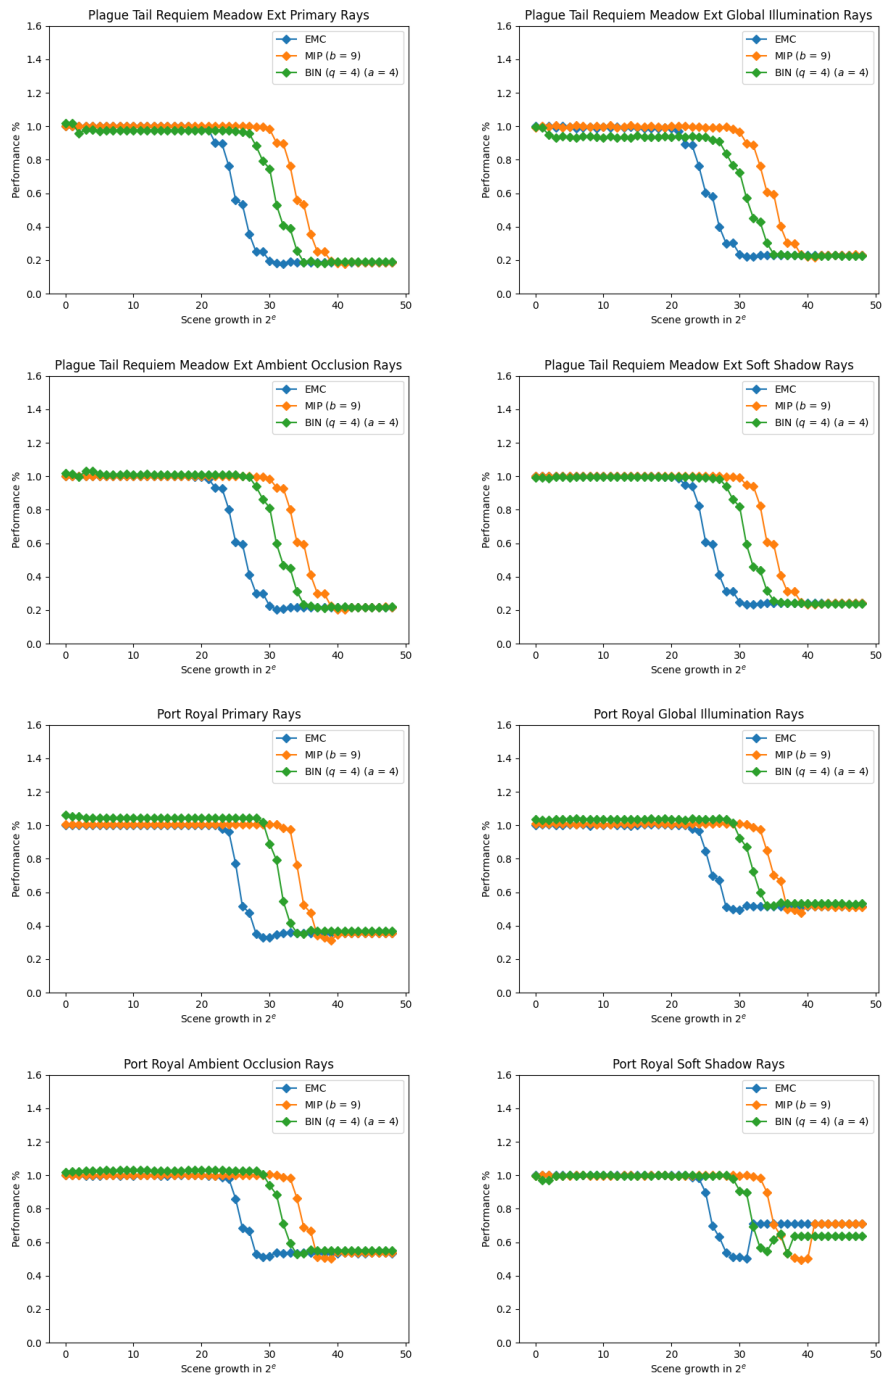 Plague Tail Requiem Meadow Ext Primary Rays
1.6
1.4
1.2
1.0
0.8
0.6
0.4
0.2
0.0
Performance %
EMC
MIP (b = 9)
BIN (q = 4) (a = 4)
0 10 20 30 40 50
Scene growth in 2^e
Plague Tail Requiem Meadow Ext Global Illumination Rays
1.6
1.4
1.2
1.0
0.8
0.6
0.4
0.2
0.0
Performance %
EMC
MIP (b = 9)
BIN (q = 4) (a = 4)
0 10 20 30 40 50
Scene growth in 2^e
Plague Tail Requiem Meadow Ext Ambient Occlusion Rays
1.6
1.4
1.2
1.0
0.8
0.6
0.4
0.2
0.0
Performance %
EMC
MIP (b = 9)
BIN (q = 4) (a = 4)
0 10 20 30 40 50
Scene growth in 2^e
Plague Tail Requiem Meadow Ext Soft Shadow Rays
1.6
1.4
1.2
1.0
0.8
0.6
0.4
0.2
0.0
Performance %
EMC
MIP (b = 9)
BIN (q = 4) (a = 4)
0 10 20 30 40 50
Scene growth in 2^e
Port Royal Primary Rays
1.6
1.4
1.2
1.0
0.8
0.6
0.4
0.2
0.0
Performance %
EMC
MIP (b = 9)
BIN (q = 4) (a = 4)
0 10 20 30 40 50
Scene growth in 2^e
Port Royal Global Illumination Rays
1.6
1.4
1.2
1.0
0.8
0.6
0.4
0.2
0.0
Performance %
EMC
MIP (b = 9)
BIN (q = 4) (a = 4)
0 10 20 30 40 50
Scene growth in 2^e
Port Royal Ambient Occlusion Rays
1.6
1.4
1.2
1.0
0.8
0.6
0.4
0.2
0.0
Performance %
EMC
MIP (b = 9)
BIN (q = 4) (a = 4)
0 10 20 30 40 50
Scene growth in 2^e
Port Royal Soft Shadow Rays
1.6
1.4
1.2
1.0
0.8
0.6
0.4
0.2
0.0
Performance %
EMC
MIP (b = 9)
BIN (q = 4) (a = 4)
0 10 20 30 40 50
Scene growth in 2^e